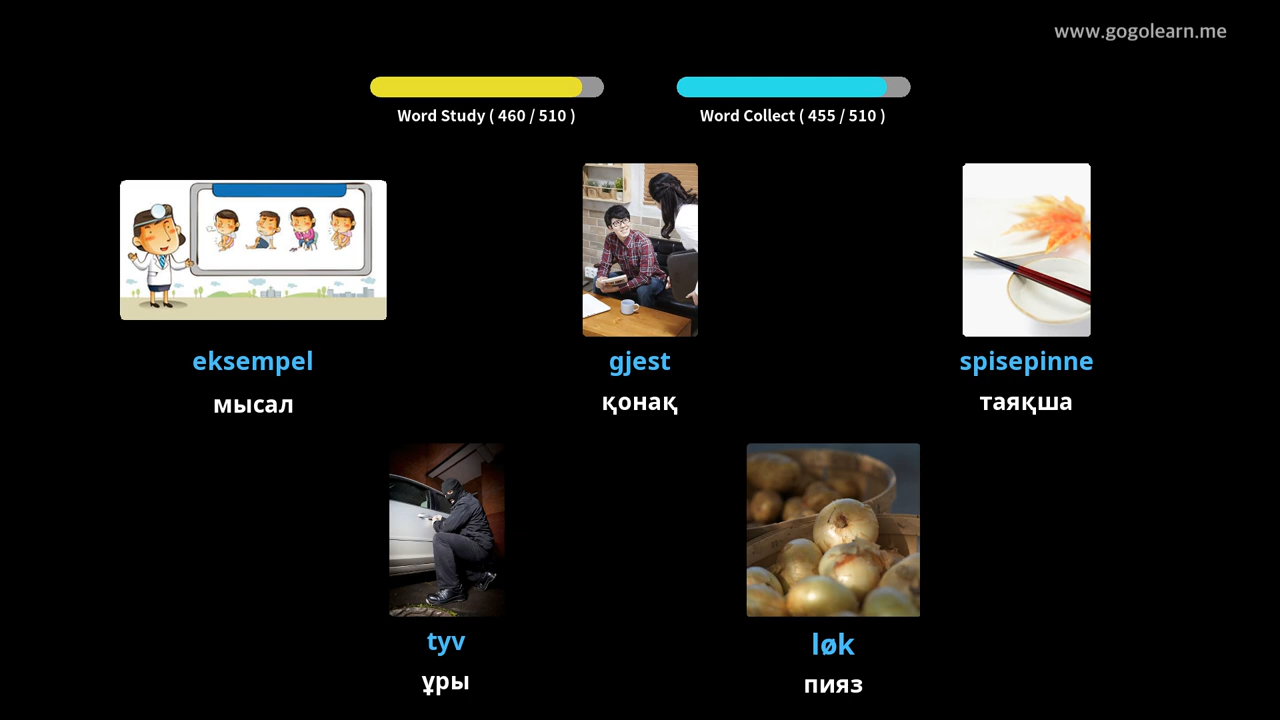 www.gogolearn.me
Word Study ( 460 / 510 )
Word Collect ( 455 / 510 )
eksempel
мысал
gjest
қонақ
spisepinne
таяқша
tyv
ұры
løk
пияз